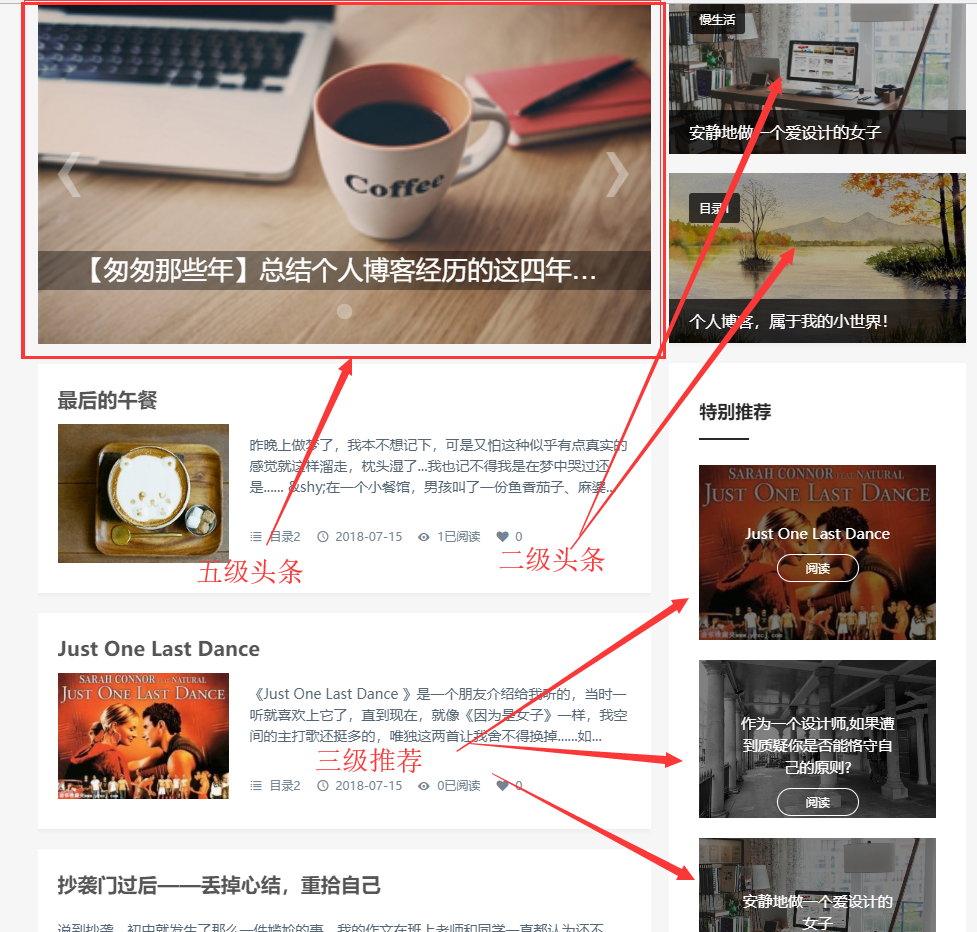 慢生活
安静地做一个爱设计的女子
Coffee
【匆匆那些年】总结个人博客经历的这四年…
目录1
个人博客，属于我的小世界！
最后的午餐
昨晚上做梦了，我本不想记下，可是又怕这种似乎有点真实的
感觉就这样溜走，枕头湿了...我也记不得我是在梦中哭过还
是...... &shy;在一个小餐馆，男孩叫了一份鱼香茄子、麻婆...
目录2 2018-07-15 1已阅读 0
五级头条
二级头条
特别推荐
SARAH CONNOR FEAT NATURAL
JUST ONE LAST DANCE
Just One Last Dance
阅读
Just One Last Dance
SARAH CONNOR FEAT NATURAL
JUST ONE LAST DANCE
《Just One Last Dance 》是一个朋友介绍给我听的，当时一
听就喜欢上它了，直到现在，就像《因为是女子》一样，我空
间的主打歌还挺多的，唯独这两首让我舍不得换掉......如...
三级推荐
目录2 2018-07-15 0已阅读 0
作为一个设计师,如果遭
到质疑你是否能恪守自
己的原则?
阅读
安静地做一个爱设计的
女子
抄袭门过后——丢掉心结，重拾自己
说到抄袭，初中就发生了那么一件尴尬的事，我的作文在班上老师和同学一直都认为还不